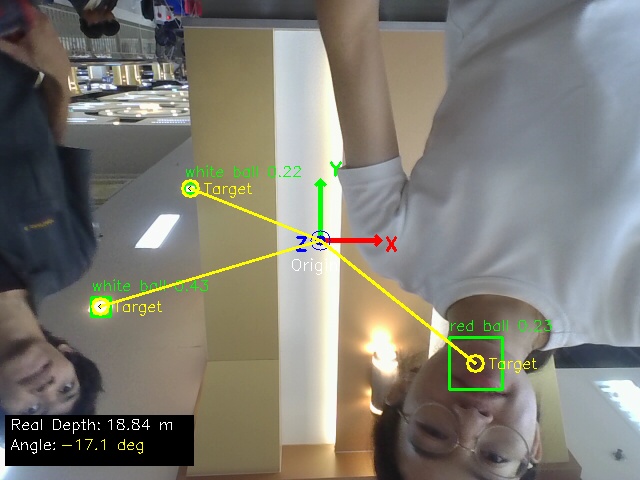 white ball 0.22
Target
Y
Z
X
Origin
white ball 0.43
Target
red ball 0.23
Target
Real Depth: 18.84 m
Angle: -17.1 deg